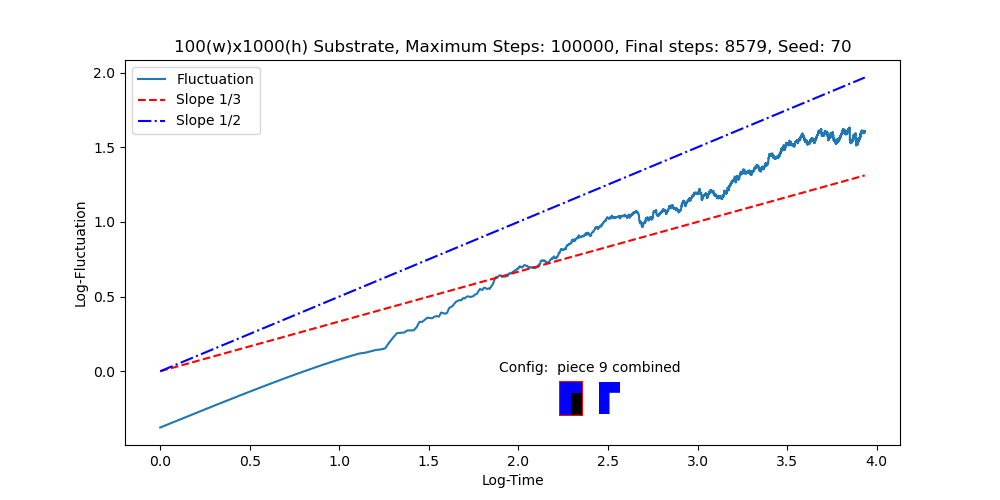 100(w)x1000(h) Substrate, Maximum Steps: 100000, Final steps: 8579, Seed: 70
Fluctuation
Slope 1/3
Slope 1/2
2.0
1.5
1.0
0.5
0.0
Log-Fluctuation
Config:  piece 9 combined
0.0 0.5 1.0 1.5 2.0 2.5 3.0 3.5 4.0
Log-Time